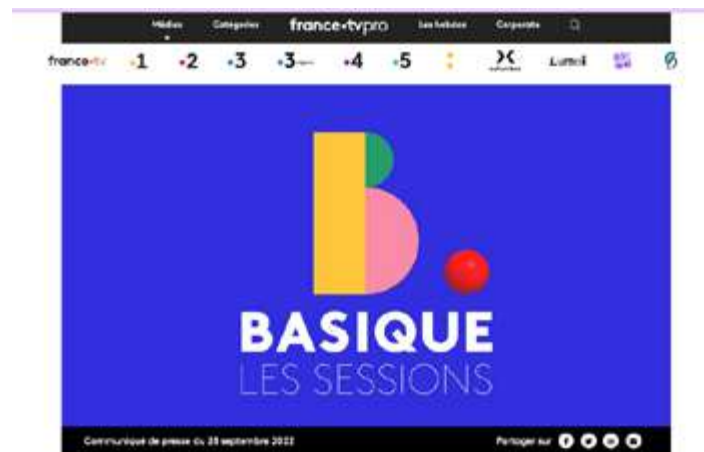 Médias Catégories france•tvpro Les hebdos Corporate
france•tv •1 •2 •3 •3 •4 •5 Lumni
B.
BASIQUE
LES SESSIONS
Communiqué de presse du 28 septembre 2022 Partager sur